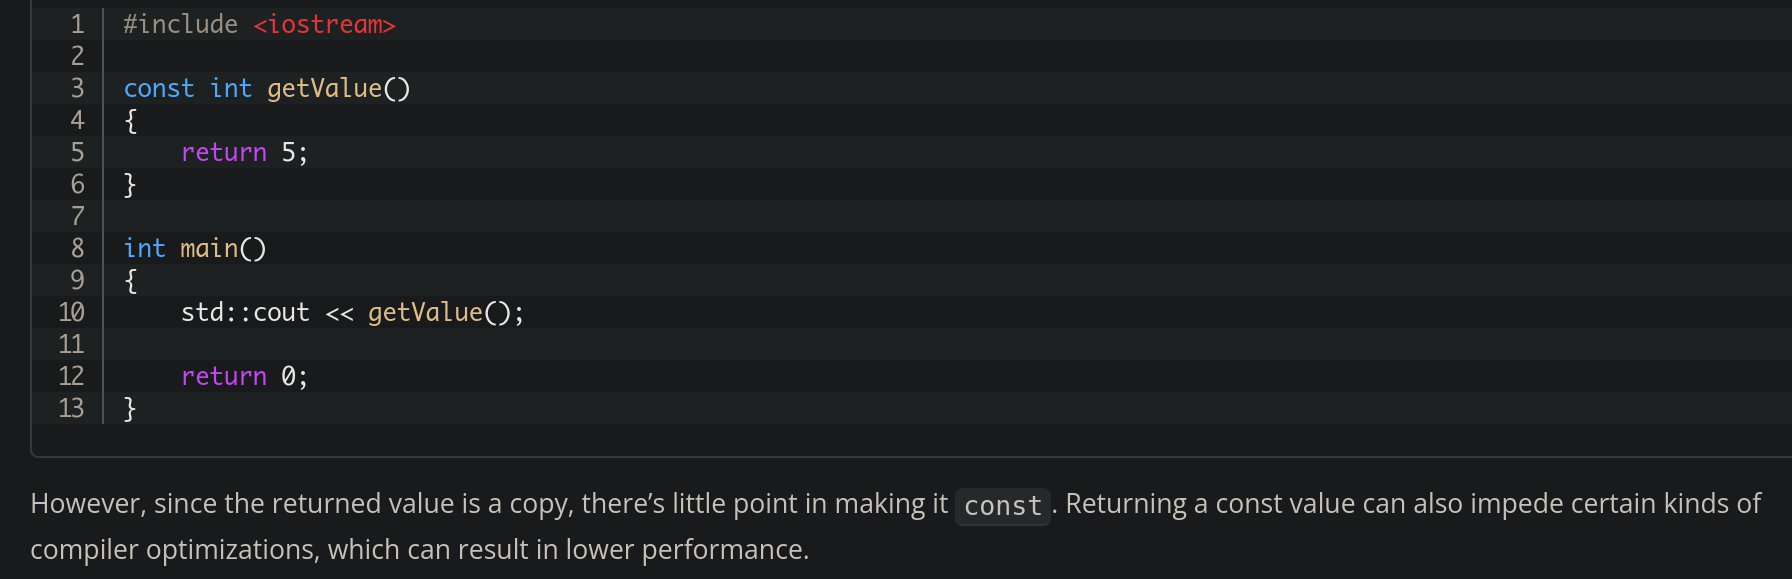 1 #include <iostream>
2
3 const int getValue()
4 {
5     return 5;
6 }
7
8 int main()
9 {
10     std::cout << getValue();
11
12     return 0;
13 }
However, since the returned value is a copy, there’s little point in making it const. Returning a const value can also impede certain kinds of
compiler optimizations, which can result in lower performance.